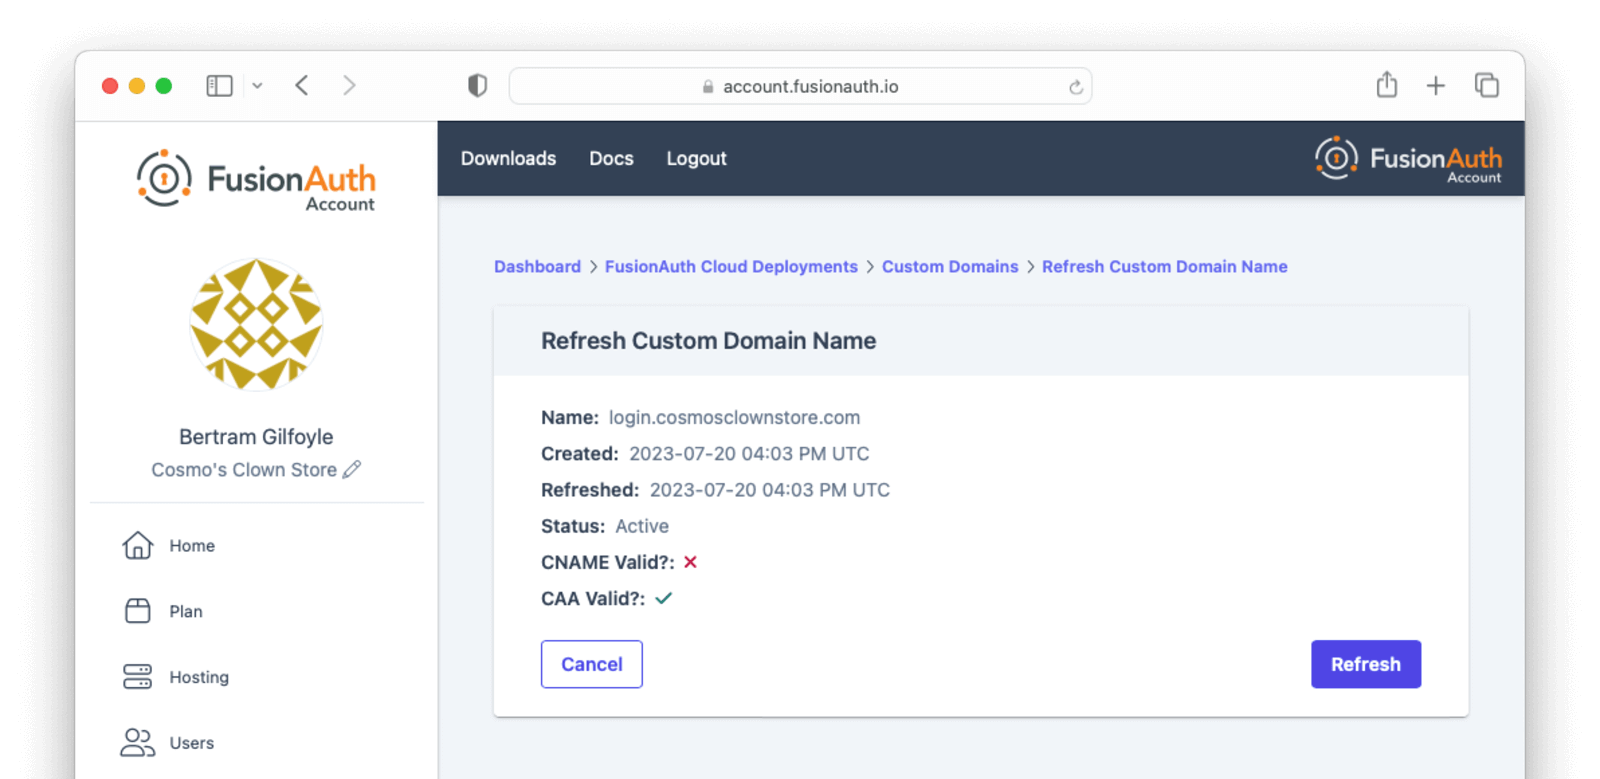 account.fusionauth.io
FusionAuth
Account
Downloads Docs Logout
FusionAuth
Account
Bertram Gilfoyle
Cosmo's Clown Store
Home
Plan
Hosting
Users
Dashboard > FusionAuth Cloud Deployments > Custom Domains > Refresh Custom Domain Name
Refresh Custom Domain Name
Name: login.cosmosclownstore.com
Created: 2023-07-20 04:03 PM UTC
Refreshed: 2023-07-20 04:03 PM UTC
Status: Active
CNAME Valid?: ✕
CAA Valid?: ✓
Cancel Refresh